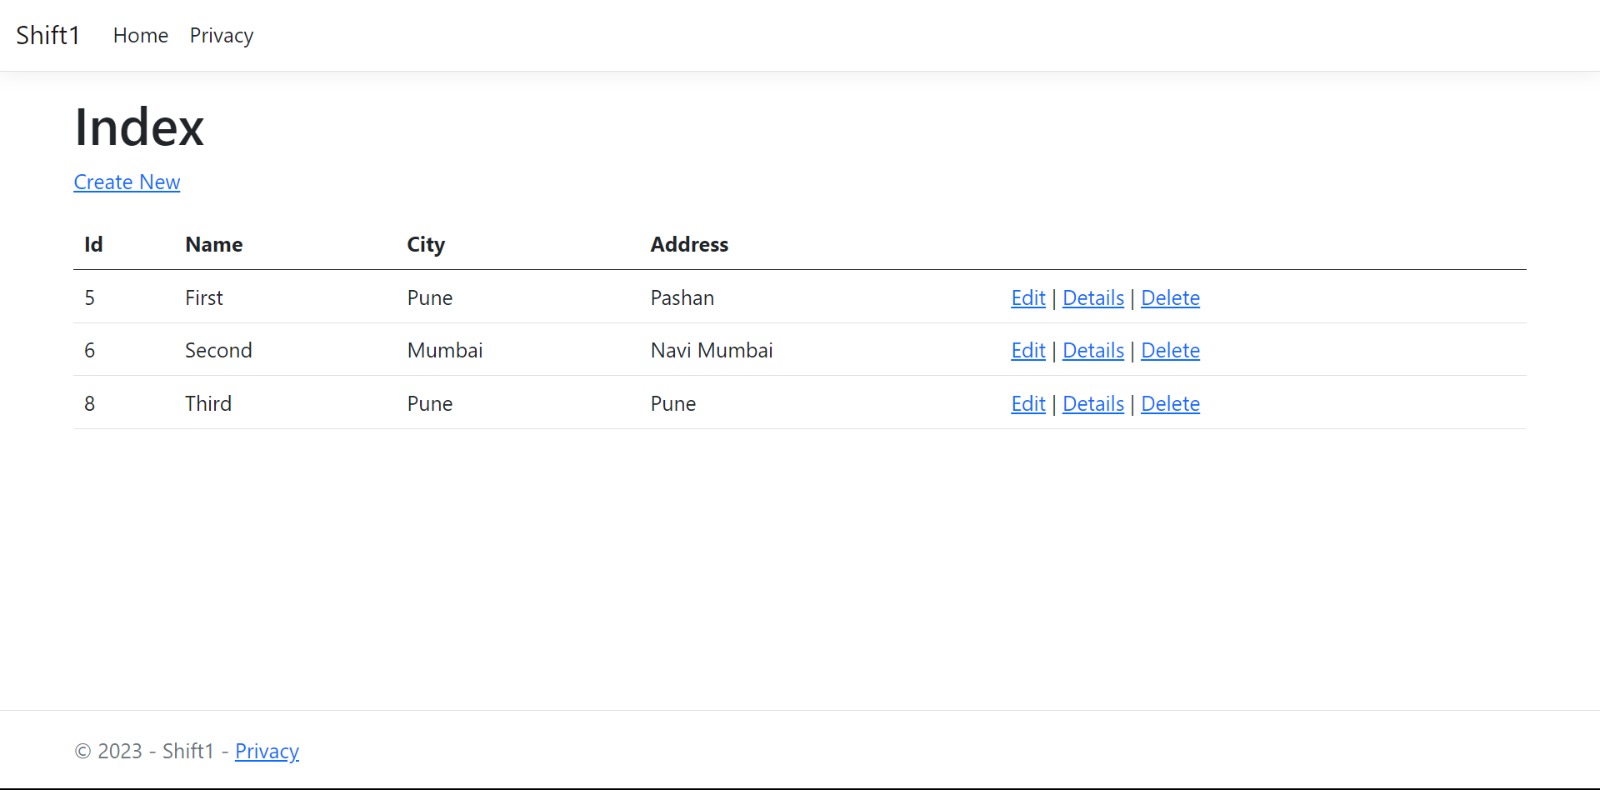 Shift1 Home Privacy
Index
Create New
Id Name City Address
5 First Pune Pashan Edit | Details | Delete
6 Second Mumbai Navi Mumbai Edit | Details | Delete
8 Third Pune Pune Edit | Details | Delete
© 2023 - Shift1 - Privacy